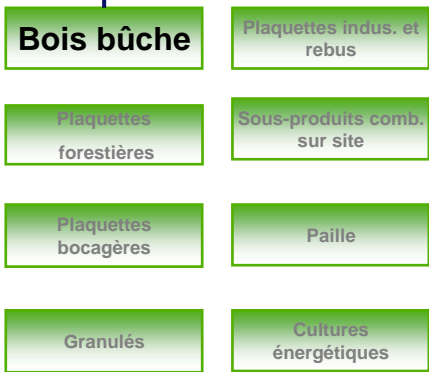 Bois bûche
Plaquettes indus. et
rebus
Plaquettes
forestières
Sous-produits comb.
sur site
Plaquettes
bocagères
Paille
Granulés
Cultures
énergétiques